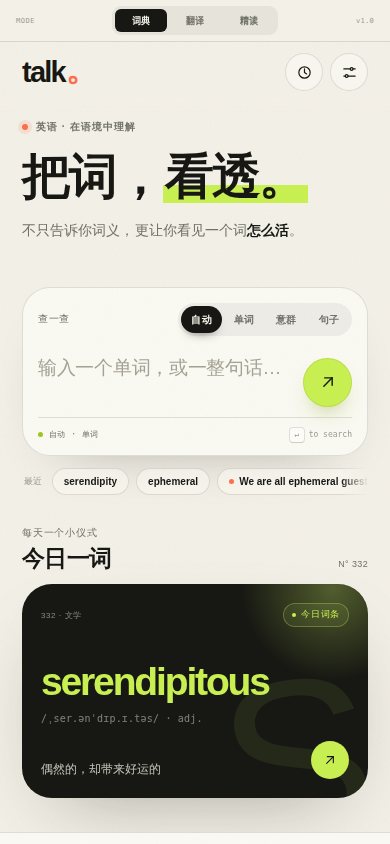 MODE
词典 翻译 精读
v1.0
talk
英语 · 在语境中理解
把词，看透。
不只告诉你词义，更让你看见一个词怎么活。
查一查
自动 单词 意群 句子
输入一个单词，或一整句话…
自动 · 单词
↵ to search
最近 serendipity ephemeral We are all ephemeral gues
每天一个小仪式
今日一词
N° 332
332 · 文学
今日词条
serendipitous
/ˌser.ənˈdɪp.ɪ.təs/ · adj.
偶然的，却带来好运的
S